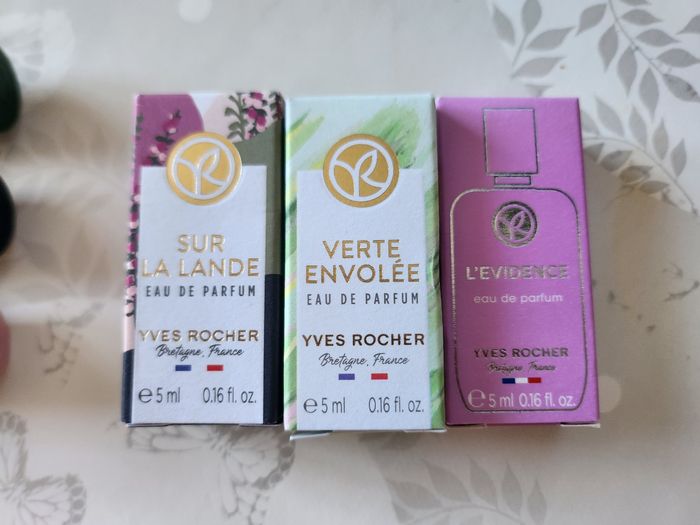 SUR
LA LANDE
EAU DE PARFUM
YVES ROCHER
Bretagne, France
℮ 5 ml 0.16 fl. oz.
VERTE
ENVOLÉE
EAU DE PARFUM
YVES ROCHER
Bretagne, France
℮ 5 ml 0.16 fl. oz.
L'EVIDENCE
eau de parfum
YVES ROCHER
Bretagne, France
℮ 5 ml 0.16 fl. oz.